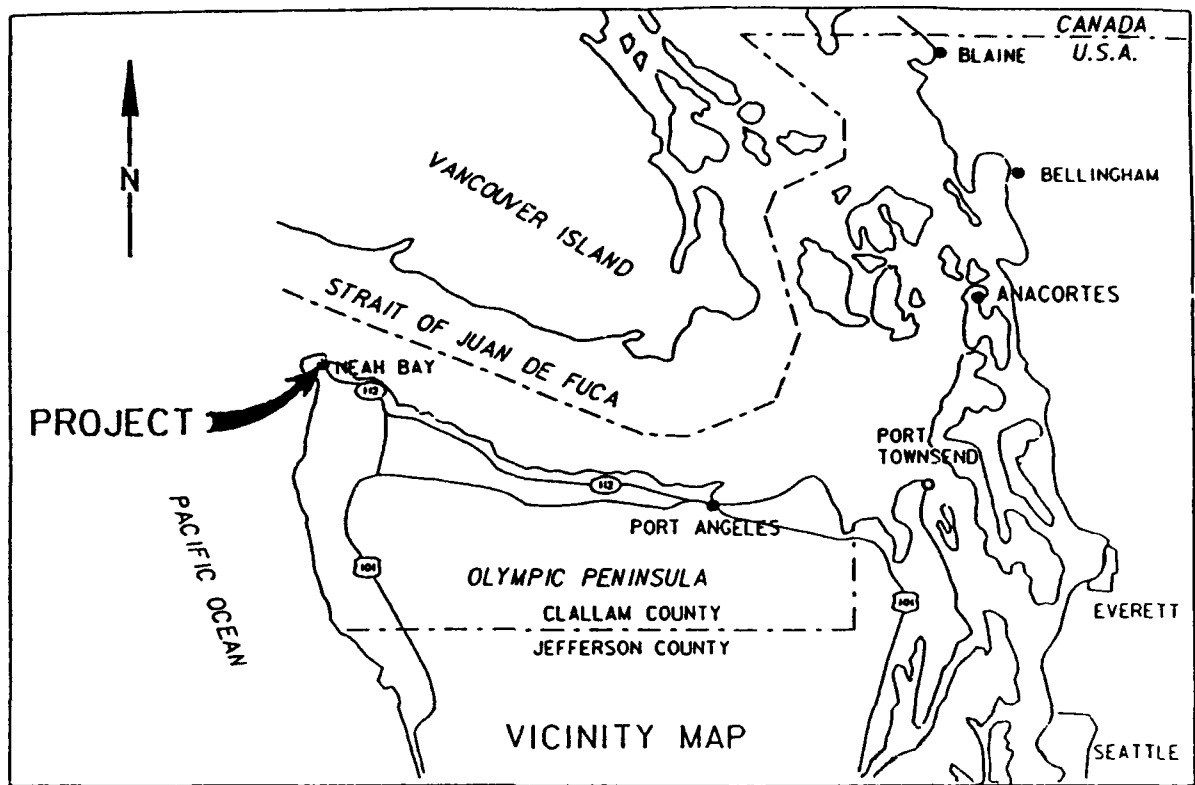 CANADA
U.S.A.
BLAINE
N
BELLINGHAM
VANCOUVER ISLAND
ANACORTES
STRAIT OF JUAN DE FUCA
NEAH BAY
112
PROJECT
PORT
TOWNSEND
112
PORT ANGELES
PACIFIC OCEAN
101
OLYMPIC PENINSULA
CLALLAM COUNTY
JEFFERSON COUNTY
101
EVERETT
VICINITY MAP
SEATTLE